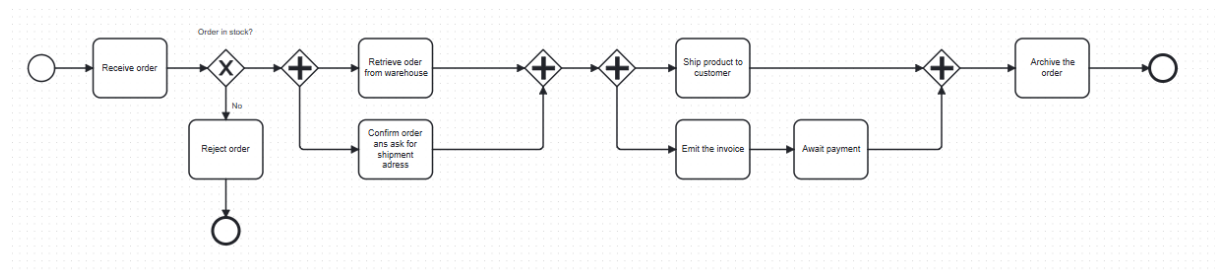 Order in stock?
Receive order
Retrieve oder
from warehouse
Ship product to
customer
Archive the
order
No
Reject order
Confirm order
ans ask for
shipment
adress
Emit the invoice
Await payment